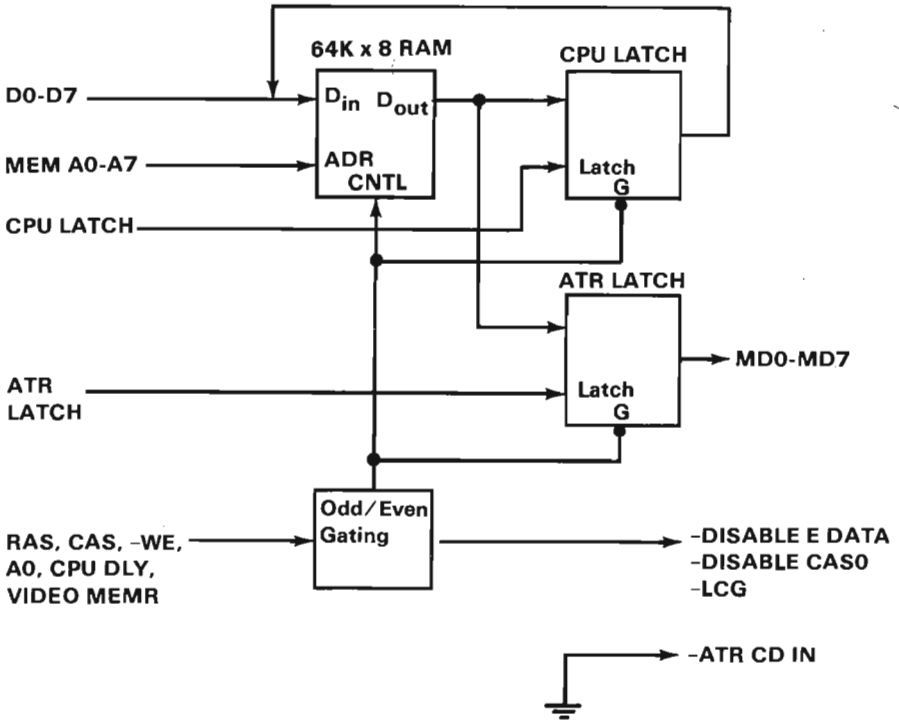 64K x 8 RAM
CPU LATCH
D0-D7
Din Dout
MEM A0-A7
ADR
CNTL
Latch
G
CPU LATCH
ATR LATCH
MD0-MD7
ATR
LATCH
Latch
G
Odd/Even
Gating
RAS, CAS, -WE,
A0, CPU DLY,
VIDEO MEMR
-DISABLE E DATA
-DISABLE CAS0
-LCG
-ATR CD IN